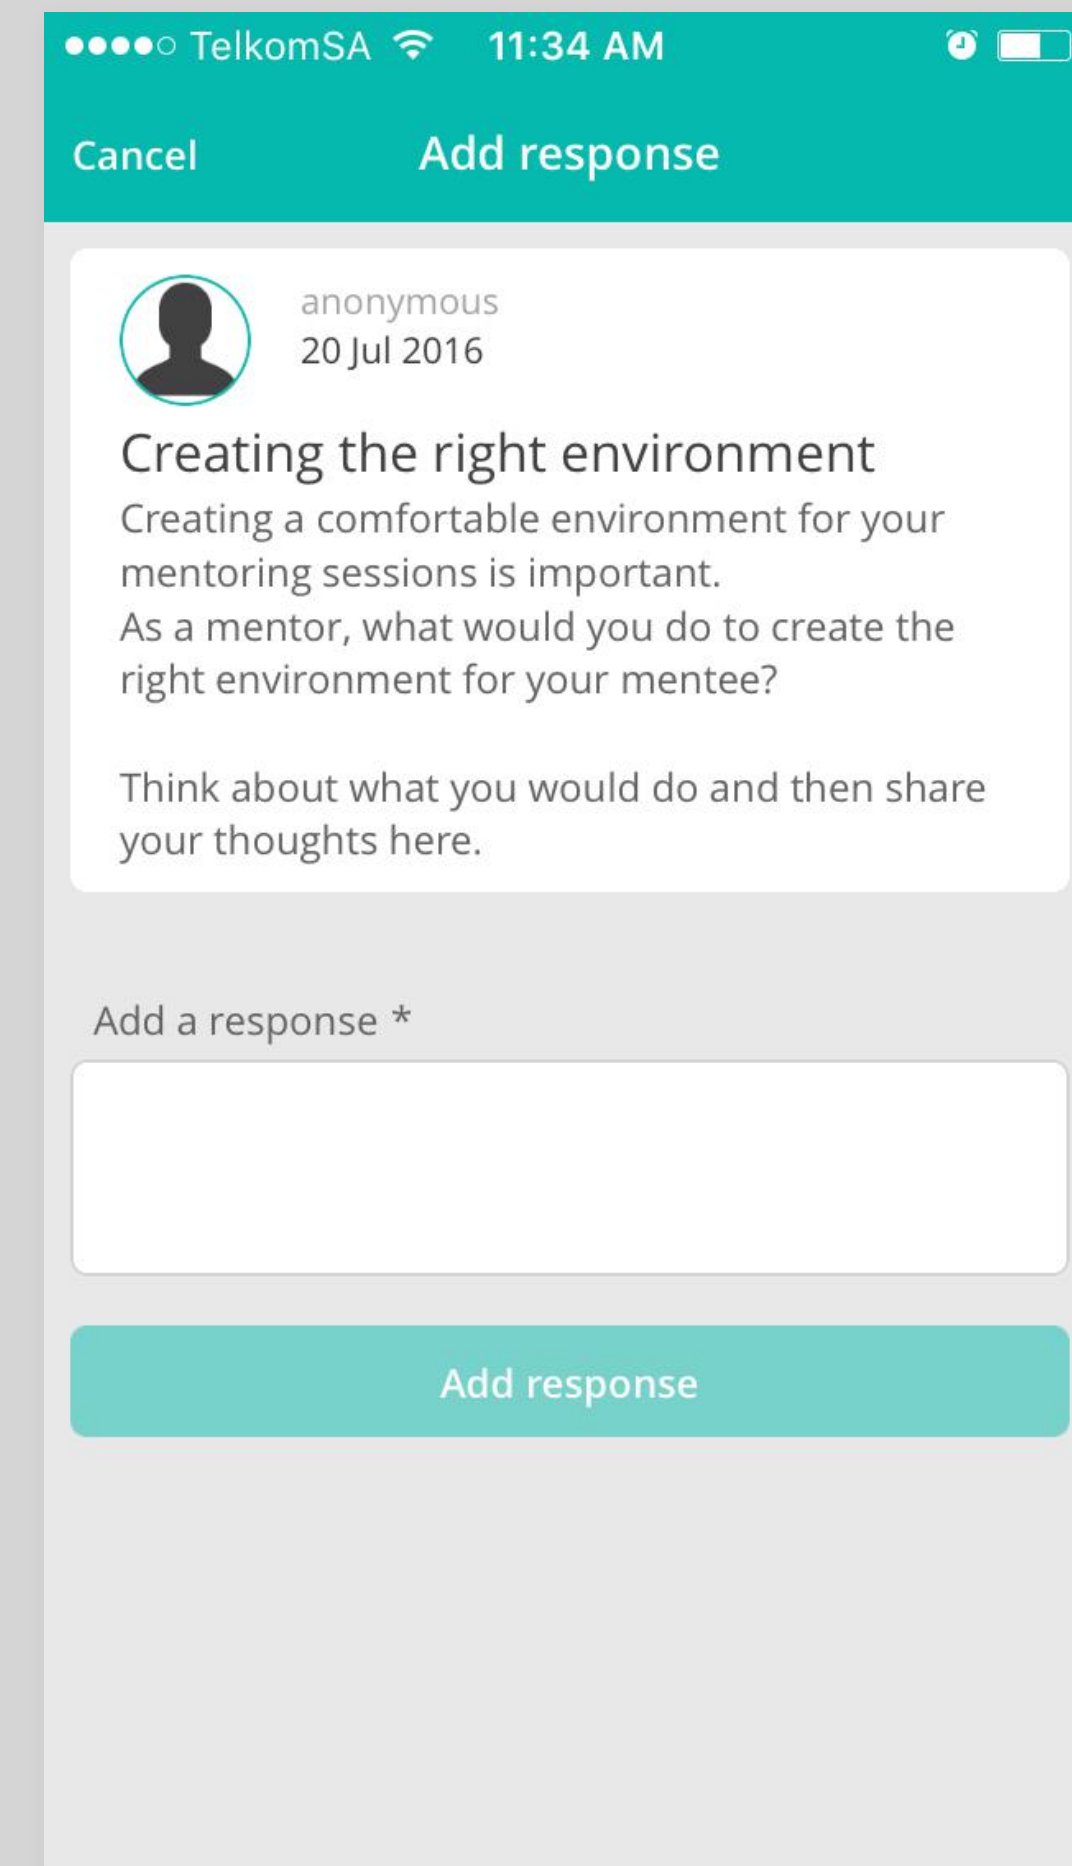 TelkomSA 11:34 AM
Cancel Add response
anonymous
20 Jul 2016
Creating the right environment
Creating a comfortable environment for your
mentoring sessions is important.
As a mentor, what would you do to create the
right environment for your mentee?
Think about what you would do and then share
your thoughts here.
Add a response *
Add response